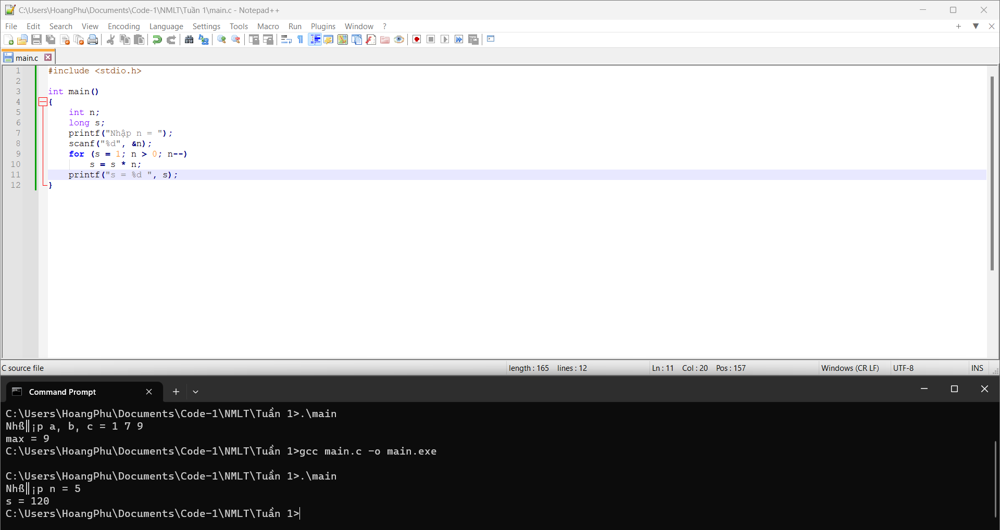 C:\Users\HoangPhu\Documents\Code-1\NMLT\Tuần 1\main.c - Notepad++
File Edit Search View Encoding Language Settings Tools Macro Run Plugins Window ?
main.c
1 #include <stdio.h>
2
3 int main()
4 {
5 int n;
6 long s;
7 printf("Nhập n = ");
8 scanf("%d", &n);
9 for (s = 1; n > 0; n--)
10 s = s * n;
11 printf("s = %d ", s);
12 }
C source file length : 165 lines : 12 Ln : 11 Col : 20 Pos : 157 Windows (CR LF) UTF-8 INS
Command Prompt
C:\Users\HoangPhu\Documents\Code-1\NMLT\Tuần 1>.\main
Nhß║¡p a, b, c = 1 7 9
max = 9
C:\Users\HoangPhu\Documents\Code-1\NMLT\Tuần 1>gcc main.c -o main.exe
C:\Users\HoangPhu\Documents\Code-1\NMLT\Tuần 1>.\main
Nhß║¡p n = 5
s = 120
C:\Users\HoangPhu\Documents\Code-1\NMLT\Tuần 1>